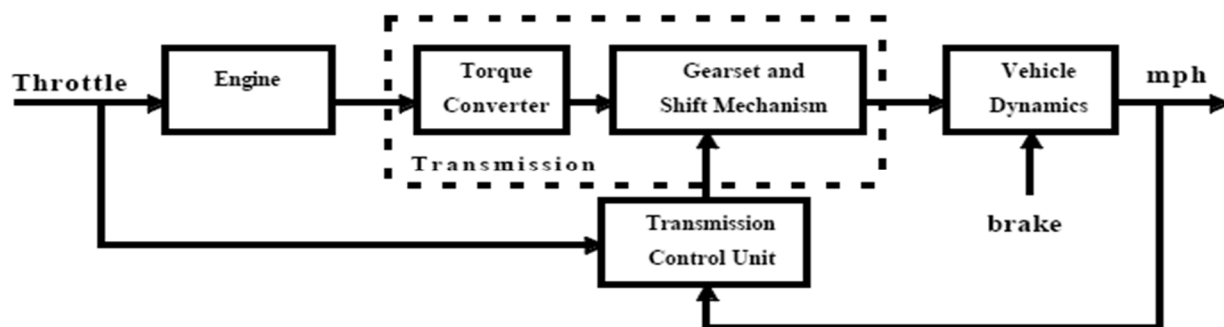 Throttle
Engine
Torque
Converter
Gearset and
Shift Mechanism
Vehicle
Dynamics
mph
Transmission
Transmission
Control Unit
brake